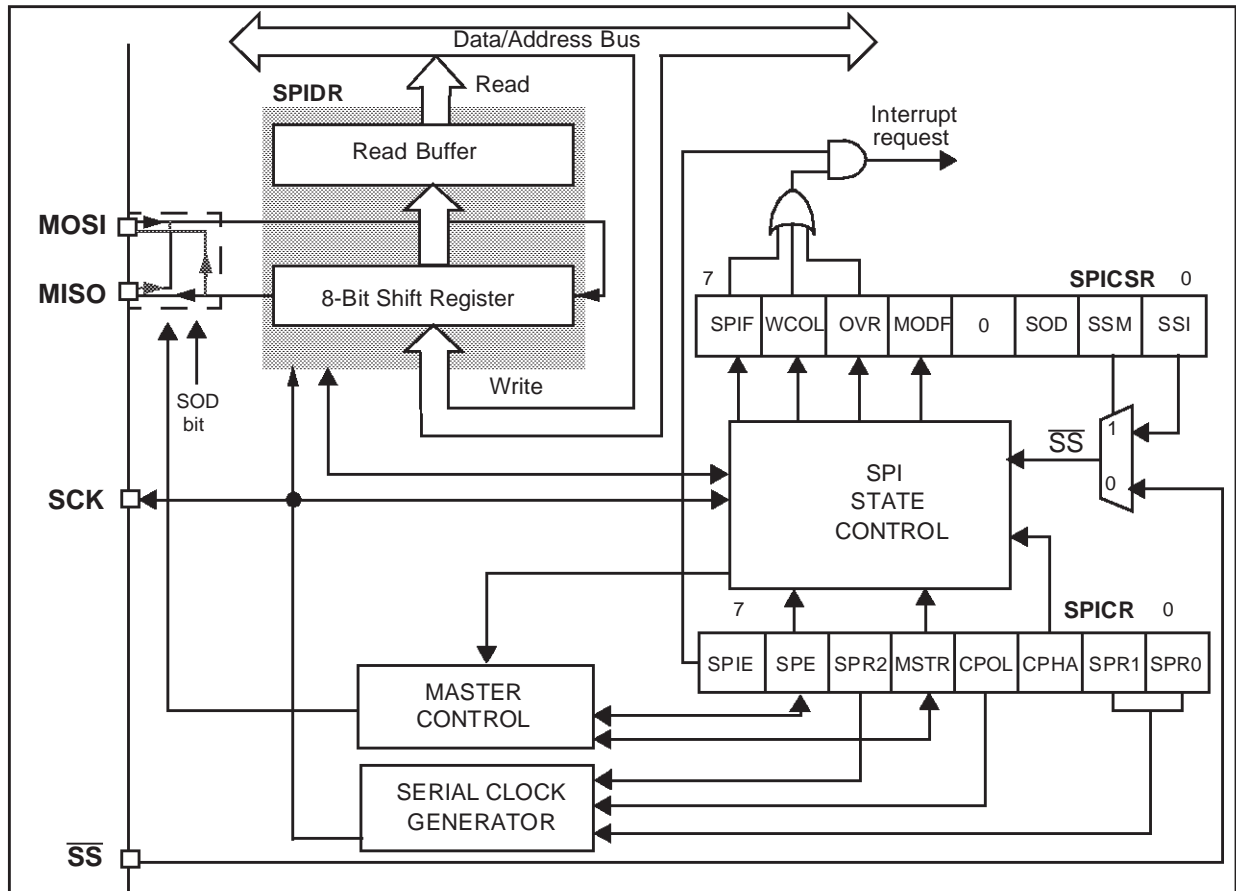 Data/Address Bus
SPIDR
Read
Read Buffer
Interrupt
request
MOSI
MISO
8-Bit Shift Register
Write
SOD
bit
7
SPICSR
0
SPIF
WCOL
OVR
MODF
0
SOD
SSM
SSI
1
SS
0
SCK
SPI
STATE
CONTROL
7
SPICR
0
SPIE
SPE
SPR2
MSTR
CPOL
CPHA
SPR1
SPR0
MASTER
CONTROL
SERIAL CLOCK
GENERATOR
SS